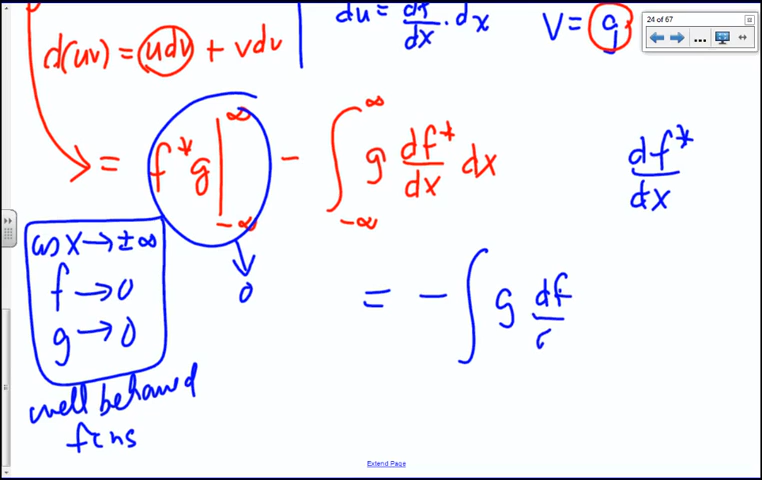 du = df/dx · dx
v = g
24 of 67
...
d(uv) = udv + vdu
= f*g |_{-∞}^{∞} - ∫_{-∞}^{∞} g df*/dx dx
df*/dx
as x → ±∞
f → 0
g → 0
0
= - ∫ g df/
well behaved
fcns
Extend Page